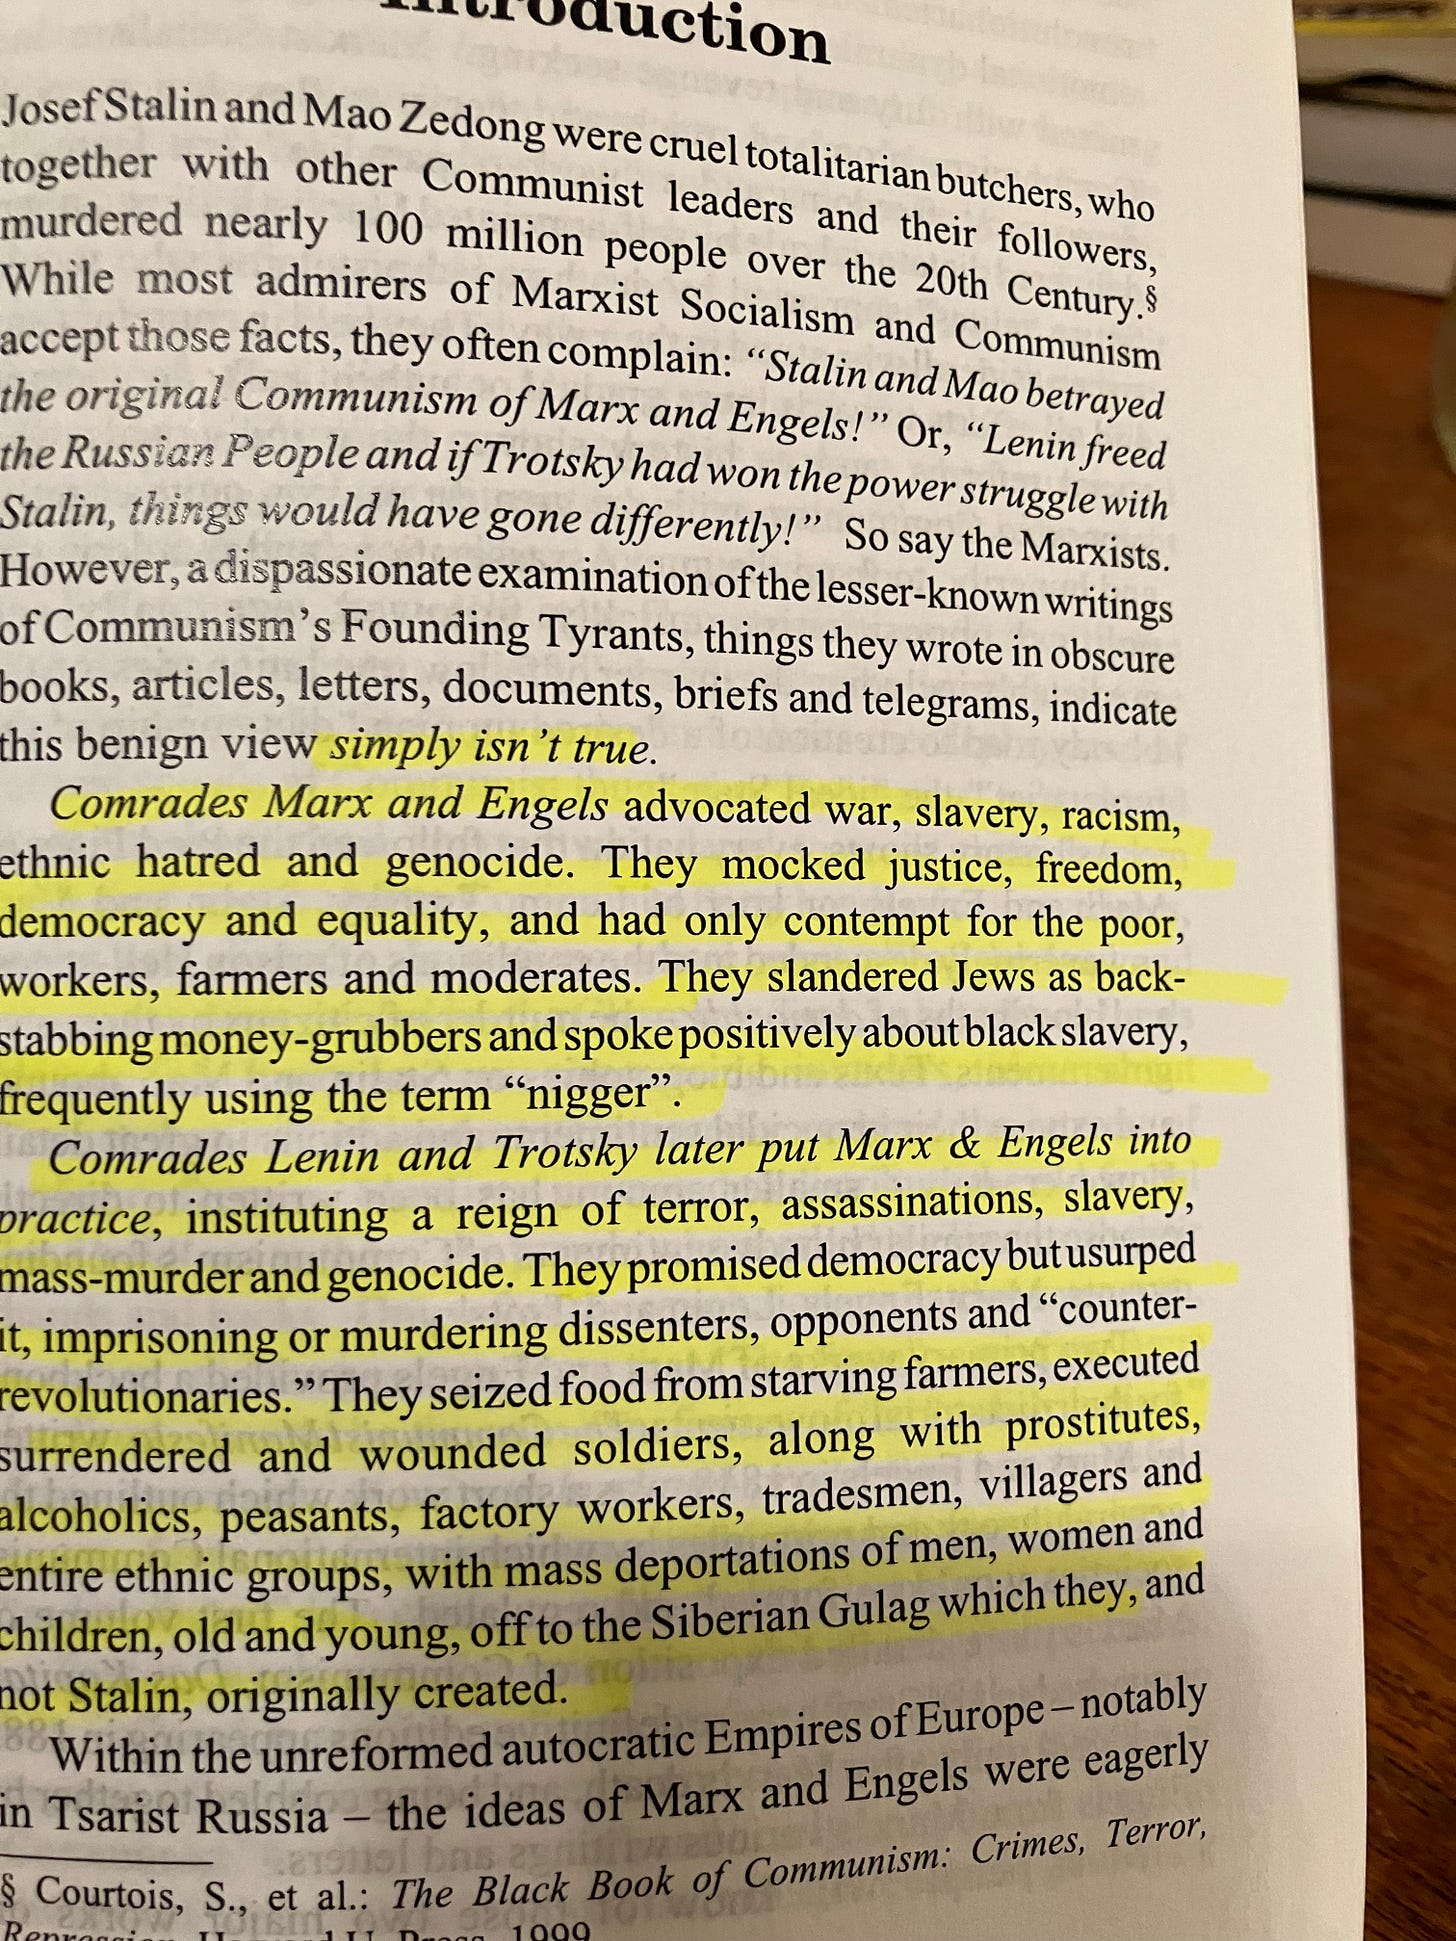 Introduction
Josef Stalin and Mao Zedong were cruel totalitarian butchers, who
together with other Communist leaders and their followers,
murdered nearly 100 million people over the 20th Century.§
While most admirers of Marxist Socialism and Communism
accept those facts, they often complain: “Stalin and Mao betrayed
the original Communism of Marx and Engels!” Or, “Lenin freed
the Russian People and if Trotsky had won the power struggle with
Stalin, things would have gone differently!” So say the Marxists.
However, a dispassionate examination of the lesser-known writings
of Communism’s Founding Tyrants, things they wrote in obscure
books, articles, letters, documents, briefs and telegrams, indicate
this benign view simply isn’t true.
Comrades Marx and Engels advocated war, slavery, racism,
ethnic hatred and genocide. They mocked justice, freedom,
democracy and equality, and had only contempt for the poor,
workers, farmers and moderates. They slandered Jews as back-
stabbing money-grubbers and spoke positively about black slavery,
frequently using the term “nigger”.
Comrades Lenin and Trotsky later put Marx & Engels into
practice, instituting a reign of terror, assassinations, slavery,
mass-murder and genocide. They promised democracy but usurped
it, imprisoning or murdering dissenters, opponents and “counter-
revolutionaries.” They seized food from starving farmers, executed
surrendered and wounded soldiers, along with prostitutes,
alcoholics, peasants, factory workers, tradesmen, villagers and
entire ethnic groups, with mass deportations of men, women and
children, old and young, off to the Siberian Gulag which they, and
not Stalin, originally created.
Within the unreformed autocratic Empires of Europe – notably
in Tsarist Russia – the ideas of Marx and Engels were eagerly
§ Courtois, S., et al.: The Black Book of Communism: Crimes, Terror,
Repression, Harvard U. Press, 1999